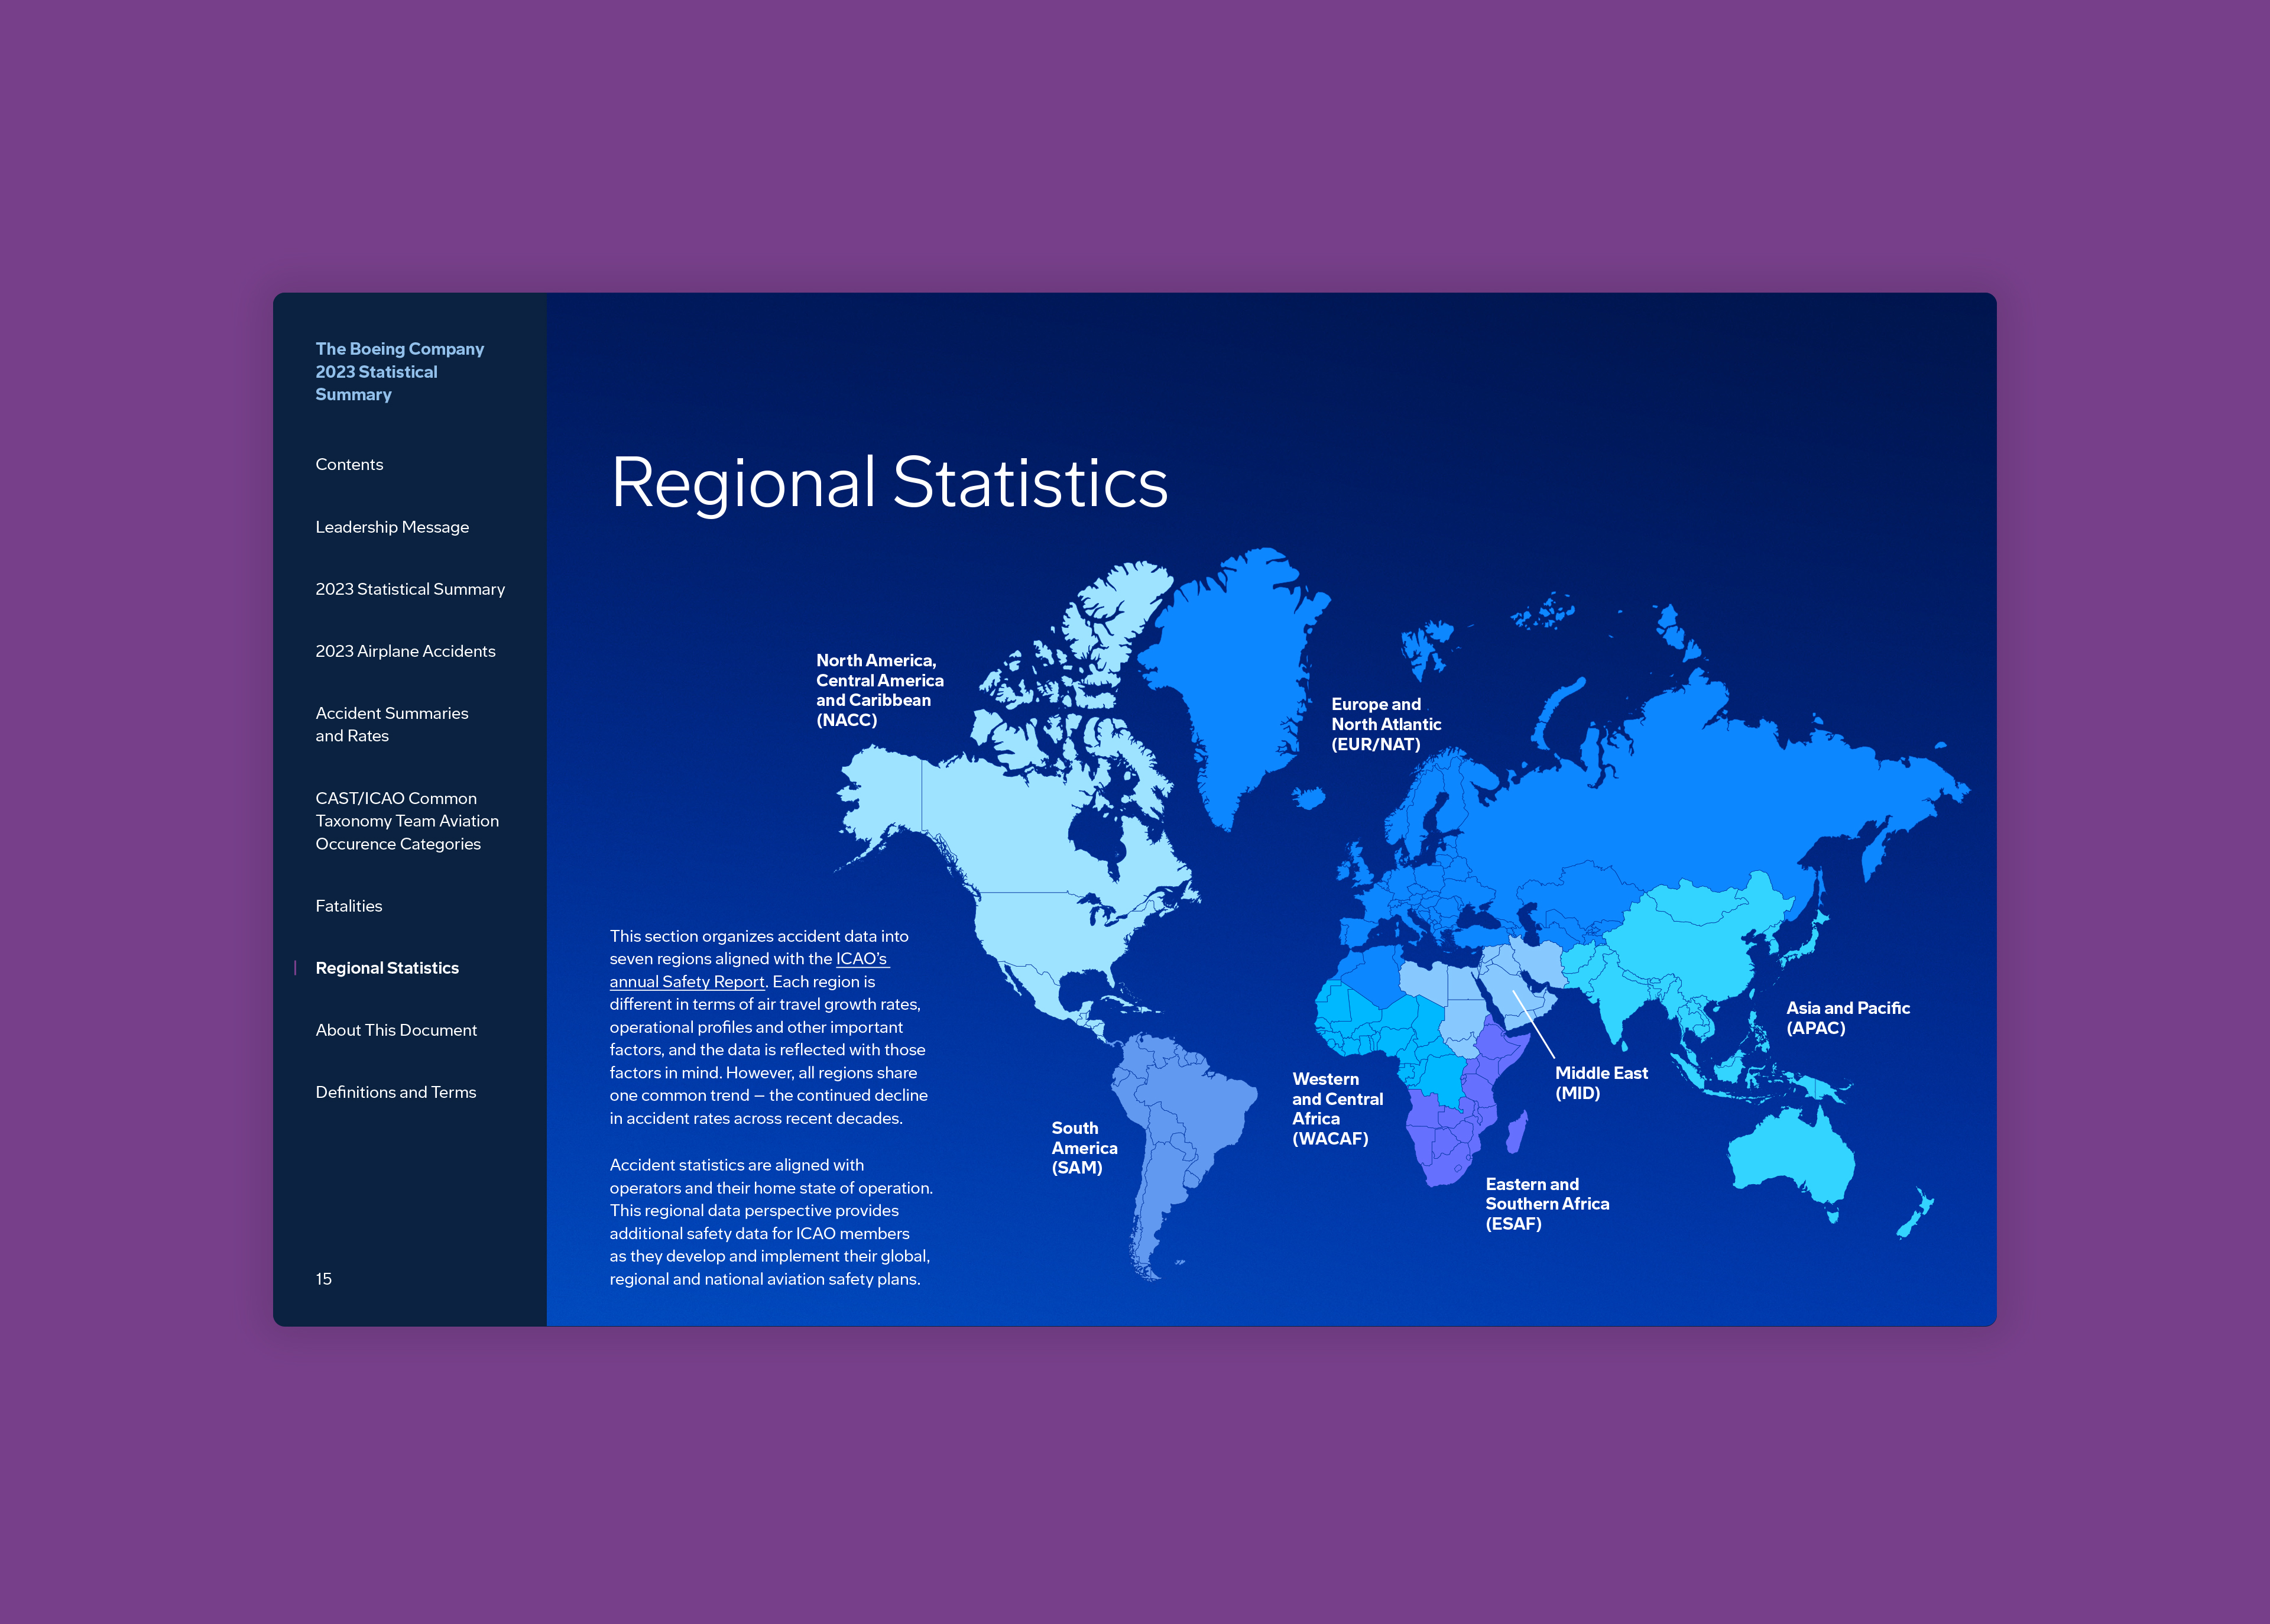 The Boeing Company
2023 Statistical
Summary
Contents
Leadership Message
2023 Statistical Summary
2023 Airplane Accidents
Accident Summaries
and Rates
CAST/ICAO Common
Taxonomy Team Aviation
Occurence Categories
Fatalities
Regional Statistics
About This Document
Definitions and Terms
15
Regional Statistics
This section organizes accident data into
seven regions aligned with the ICAO’s
annual Safety Report. Each region is
different in terms of air travel growth rates,
operational profiles and other important
factors, and the data is reflected with those
factors in mind. However, all regions share
one common trend — the continued decline
in accident rates across recent decades.
Accident statistics are aligned with
operators and their home state of operation.
This regional data perspective provides
additional safety data for ICAO members
as they develop and implement their global,
regional and national aviation safety plans.
North America,
Central America
and Caribbean
(NACC)
Europe and
North Atlantic
(EUR/NAT)
Asia and Pacific
(APAC)
Middle East
(MID)
Western
and Central
Africa
(WACAF)
South
America
(SAM)
Eastern and
Southern Africa
(ESAF)